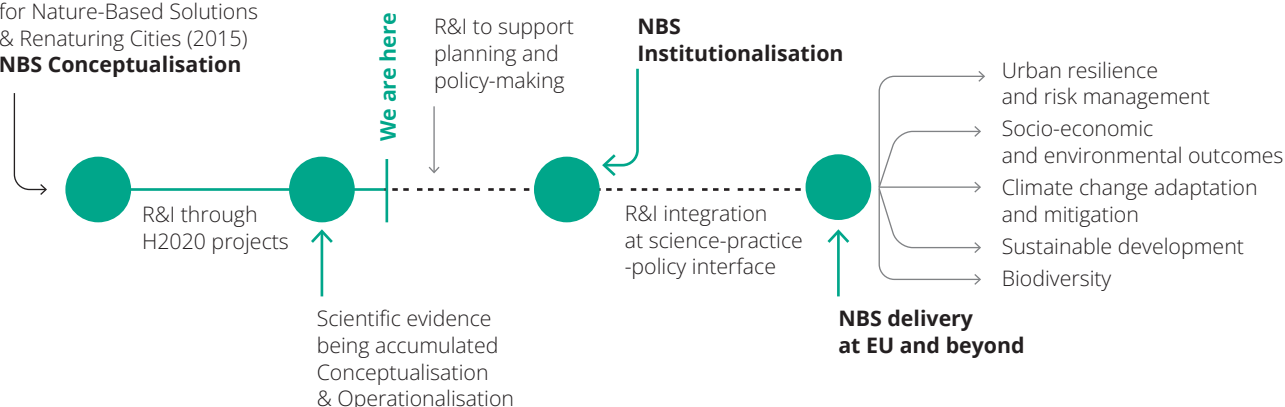 for Nature-Based Solutions
& Renaturing Cities (2015)
NBS Conceptualisation
We are here
R&I to support
planning and
policy-making
NBS
Institutionalisation
Urban resilience
and risk management
Socio-economic
and environmental outcomes
Climate change adaptation
and mitigation
Sustainable development
Biodiversity
R&I through
H2020 projects
R&I integration
at science-practice
-policy interface
Scientific evidence
being accumulated
Conceptualisation
& Operationalisation
NBS delivery
at EU and beyond